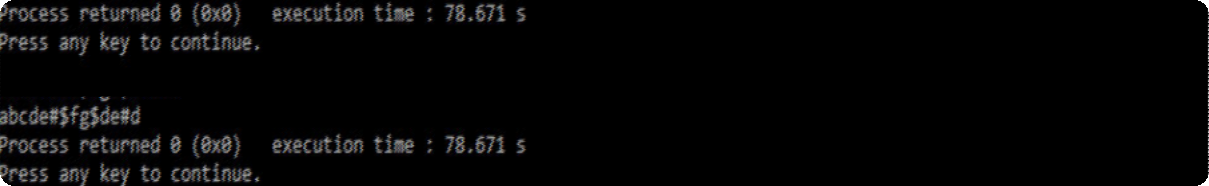 Process returned 0 (0x0)   execution time : 78.671 s
Press any key to continue.
abcde#$fg$de#d
Process returned 0 (0x0)   execution time : 78.671 s
Press any key to continue.